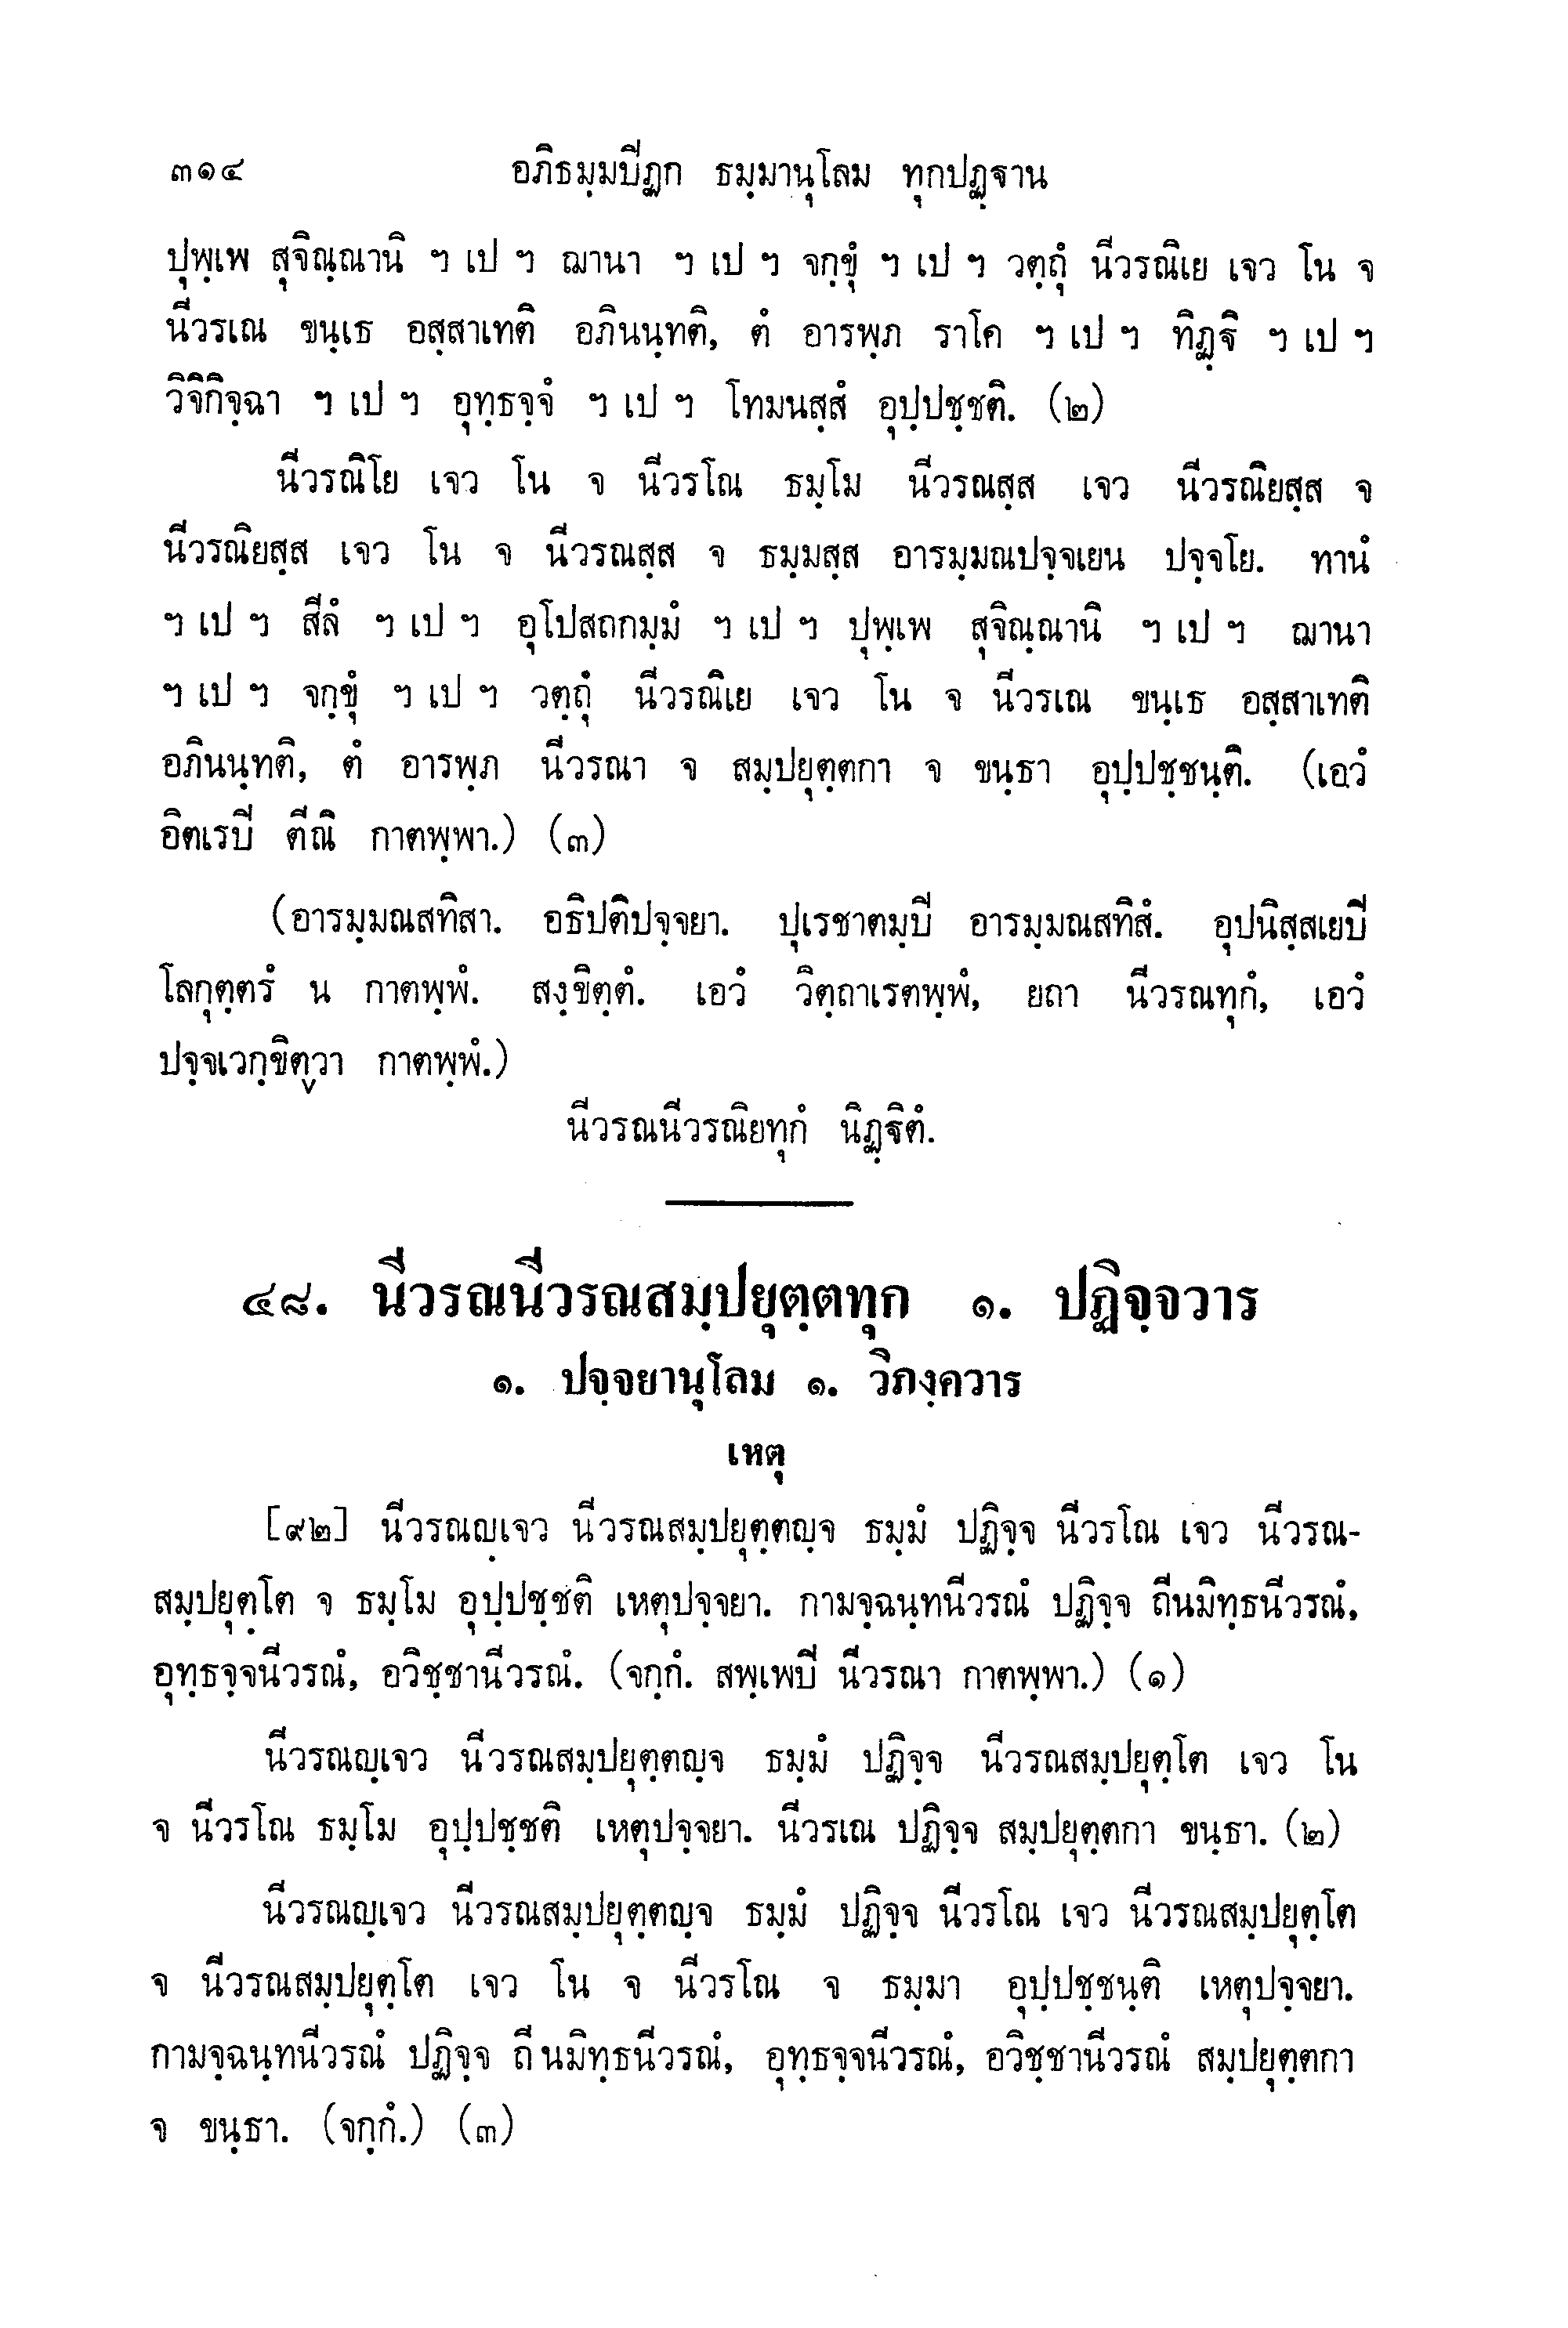 ๓๑๔ อภิธมฺมปิฏก ธมฺมานุโลม ทุกปฏฺฐาน
ปุพฺเพ สุจิณฺณานิ ฯ เป ฯ ฌานา ฯ เป ฯ จกฺขุํ ฯ เป ฯ วตฺถุํ นีวรณิเย เจว โน จ
นีวรเณ ขนฺเธ อสฺสาเทติ อภินนฺทติ, ตํ อารพฺภ ราโค ฯ เป ฯ ทิฏฺฐิ ฯ เป ฯ
วิจิกิจฺฉา ฯ เป ฯ อุทฺธจฺจํ ฯ เป ฯ โทมนสฺสํ อุปฺปชฺชติ. (๒)
นีวรณิโย เจว โน จ นีวรโณ ธมฺโม นีวรณสฺส เจว นีวรณิยสฺส จ
นีวรณิยสฺส เจว โน จ นีวรณสฺส จ ธมฺมสฺส อารมฺมณปจฺจเยน ปจฺจโย. ทานํ
ฯ เป ฯ สีลํ ฯ เป ฯ อุโปสถกมฺมํ ฯ เป ฯ ปุพฺเพ สุจิณฺณานิ ฯ เป ฯ ฌานา
ฯ เป ฯ จกฺขุํ ฯ เป ฯ วตฺถุํ นีวรณิเย เจว โน จ นีวรเณ ขนฺเธ อสฺสาเทติ
อภินนฺทติ, ตํ อารพฺภ นีวรณา จ สมฺปยุตฺตกา จ ขนฺธา อุปฺปชฺชนฺติ. (เอวํ
อิตเรปี ตีณิ กาตพฺพา.) (๓)
(อารมฺมณสทิสา. อธิปติปจฺจยา. ปุเรชาตมฺปี อารมฺมณสทิสํ. อุปนิสฺสเยปี
โลกุตฺตรํ น กาตพฺพํ. สงฺขิตฺตํ. เอวํ วิตฺถาเรตพฺพํ, ยถา นีวรณทุกํ, เอวํ
ปจฺจเวกฺขิตฺวา กาตพฺพํ.)
นีวรณนีวรณิยทุกํ นิฏฺฐิตํ.
๔๘. นีวรณนีวรณสมฺปยุตฺตทุก ๑. ปฏิจฺจวาร
๑. ปจฺจยานุโลม ๑. วิภงฺควาร
เหตุ
[๙๒] นีวรณญฺเจว นีวรณสมฺปยุตฺตญฺจ ธมฺมํ ปฏิจฺจ นีวรโณ เจว นีวรณ-
สมฺปยุตฺโต จ ธมฺโม อุปฺปชฺชติ เหตุปจฺจยา. กามจฺฉนฺทนีวรณํ ปฏิจฺจ ถีนมิทฺธนีวรณํ,
อุทฺธจฺจนีวรณํ, อวิชฺชานีวรณํ. (จกฺกํ. สพฺเพปี นีวรณา กาตพฺพา.) (๑)
นีวรณญฺเจว นีวรณสมฺปยุตฺตญฺจ ธมฺมํ ปฏิจฺจ นีวรณสมฺปยุตฺโต เจว โน
จ นีวรโณ ธมฺโม อุปฺปชฺชติ เหตุปจฺจยา. นีวรเณ ปฏิจฺจ สมฺปยุตฺตกา ขนฺธา. (๒)
นีวรณญฺเจว นีวรณสมฺปยุตฺตญฺจ ธมฺมํ ปฏิจฺจ นีวรโณ เจว นีวรณสมฺปยุตฺโต
จ นีวรณสมฺปยุตฺโต เจว โน จ นีวรโณ จ ธมฺมา อุปฺปชฺชนฺติ เหตุปจฺจยา.
กามจฺฉนฺทนีวรณํ ปฏิจฺจ ถีนมิทฺธนีวรณํ, อุทฺธจฺจนีวรณํ, อวิชฺชานีวรณํ สมฺปยุตฺตกา
จ ขนฺธา. (จกฺกํ.) (๓)